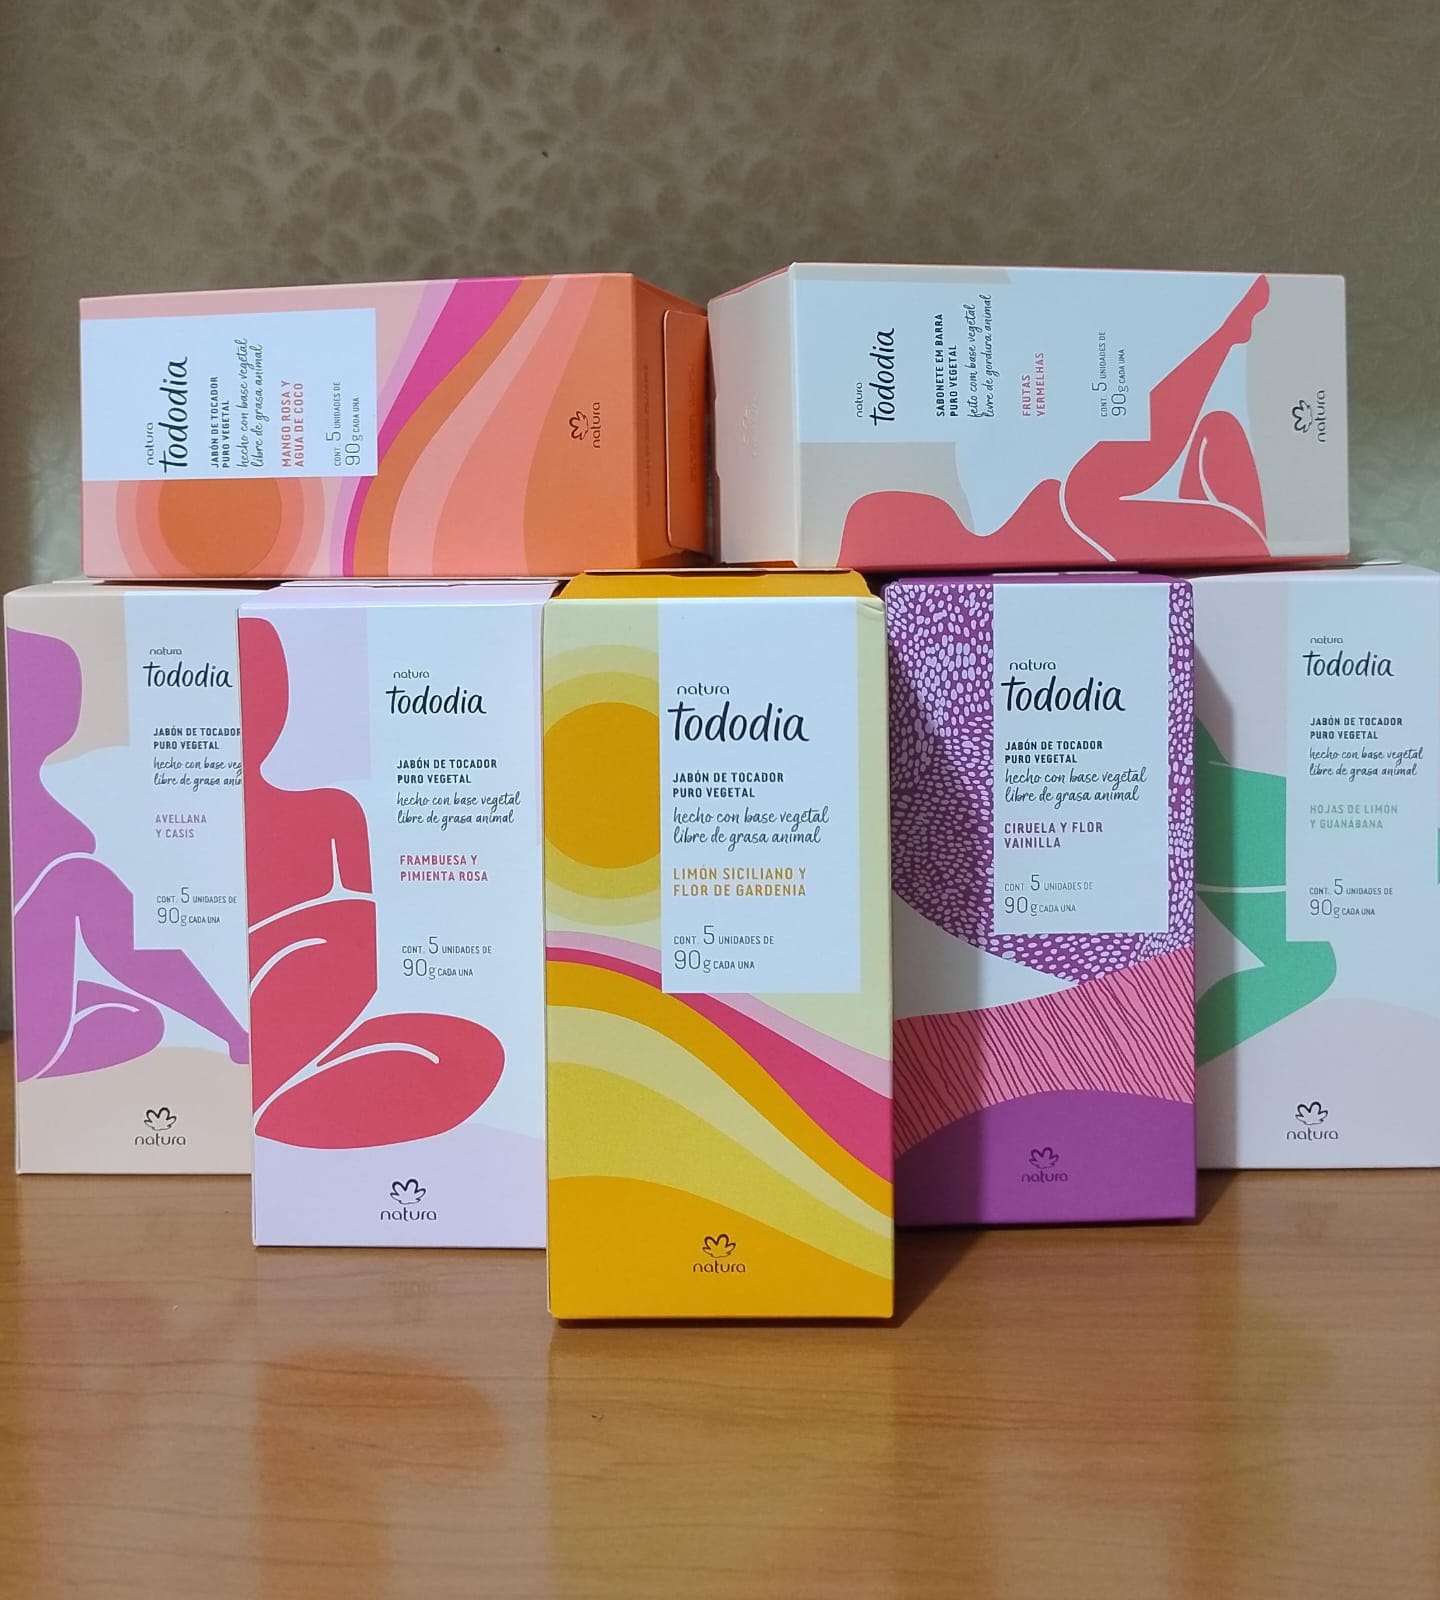 natura
Tododia
JABÓN DE TOCADOR
PURO VEGETAL
hecho con base vegetal
libre de grasa animal
MANGO ROSA Y
AGUA DE COCO
CONT. 5 UNIDADES DE
90g CADA UNA
natura
natura
Tododia
SABONETE EM BARRA
PURO VEGETAL
feito com base vegetal
livre de gordura animal
FRUTAS
VERMELHAS
CONT. 5 UNIDADES DE
90g CADA UMA
natura
natura
Tododia
JABÓN DE TOCADOR
PURO VEGETAL
hecho con base veg
libre de grasa ani
AVELLANA
Y CASIS
CONT. 5 UNIDADES DE
90g CADA UNA
natura
natura
Tododia
JABÓN DE TOCADOR
PURO VEGETAL
hecho con base vegetal
libre de grasa animal
FRAMBUESA Y
PIMIENTA ROSA
CONT. 5 UNIDADES DE
90g CADA UNA
natura
natura
Tododia
JABÓN DE TOCADOR
PURO VEGETAL
hecho con base vegetal
libre de grasa animal
LIMÓN SICILIANO Y
FLOR DE GARDENIA
CONT. 5 UNIDADES DE
90g CADA UNA
natura
natura
Tododia
JABÓN DE TOCADOR
PURO VEGETAL
hecho con base vegetal
libre de grasa animal
CIRUELA Y FLOR
VAINILLA
CONT. 5 UNIDADES DE
90g CADA UNA
natura
natura
Tododia
JABÓN DE TOCADOR
PURO VEGETAL
hecho con base vegetal
libre de grasa animal
HOJAS DE LIMÓN
Y GUANÁBANA
CONT. 5 UNIDADES DE
90g CADA UNA
natura